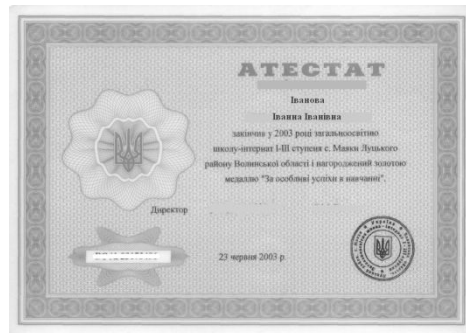 АТЕСТАТ
Іванова
Іванна Іванівна
закінчив у 2003 році загальноосвітню
школу-інтернат І-ІІІ ступеня с. Маяки Луцького
району Волинської області і нагороджений золотою
медаллю "За особливі успіхи в навчанні".
Директор
23 червня 2003 р.